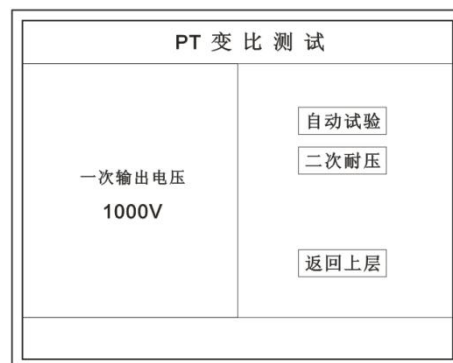 PT 变 比 测 试
一次输出电压
1000V
自动试验
二次耐压
返回上层